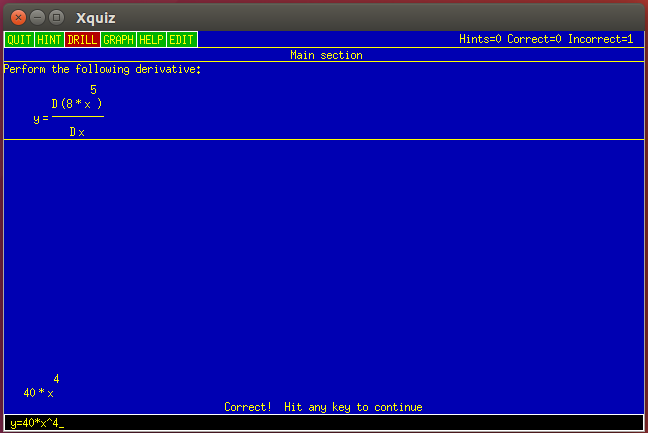 Xquiz
QUIT HINT DRILL GRAPH HELP EDIT Hints=0 Correct=0 Incorrect=1
Main section
Perform the following derivative:
5
D(8*x )
y=
Dx
4
40*x
Correct! Hit any key to continue
y=40*x^4_